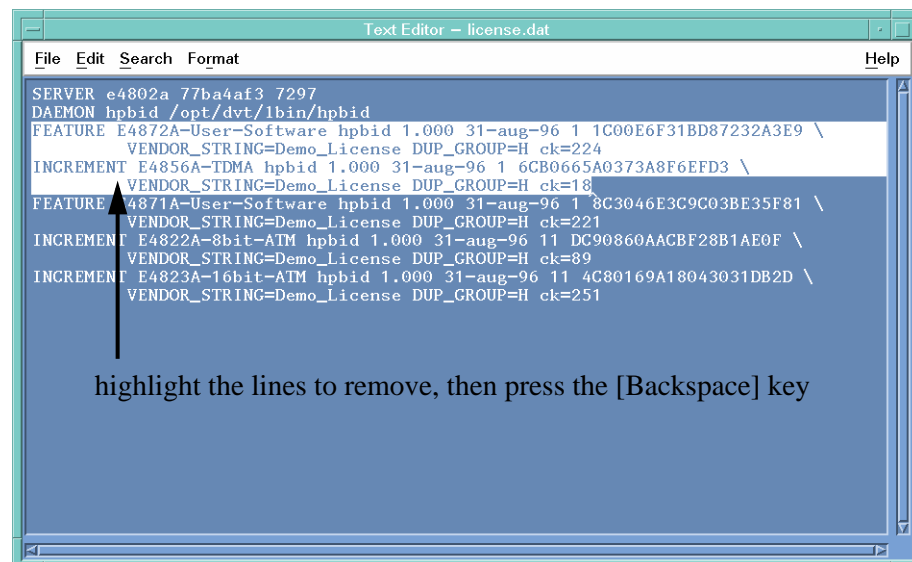 Text Editor – license.dat
File Edit Search Format Help
SERVER e4802a 77ba4af3 7297
DAEMON hpbid /opt/dvt/lbin/hpbid
FEATURE E4872A-User-Software hpbid 1.000 31-aug-96 1 1C00E6F31BD87232A3E9 \
VENDOR_STRING=Demo_License DUP_GROUP=H ck=224
INCREMENT E4856A-TDMA hpbid 1.000 31-aug-96 1 6CB0665A0373A8F6EFD3 \
VENDOR_STRING=Demo_License DUP_GROUP=H ck=18
FEATURE E4871A-User-Software hpbid 1.000 31-aug-96 1 8C3046E3C9C03BE35F81 \
VENDOR_STRING=Demo_License DUP_GROUP=H ck=221
INCREMENT E4822A-8bit-ATM hpbid 1.000 31-aug-96 11 DC90860AACBF28B1AE0F \
VENDOR_STRING=Demo_License DUP_GROUP=H ck=89
INCREMENT E4823A-16bit-ATM hpbid 1.000 31-aug-96 11 4C80169A18043031DB2D \
VENDOR_STRING=Demo_License DUP_GROUP=H ck=251
highlight the lines to remove, then press the [Backspace] key